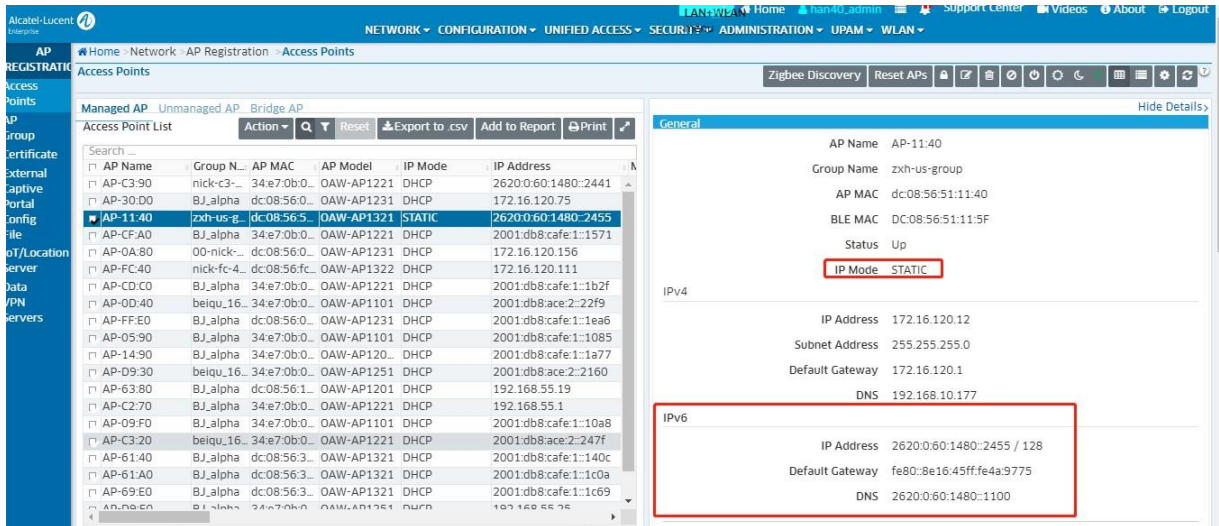 LAN+WLAN Home han40_admin Support Center Videos About Logout
Alcatel·Lucent
Enterprise
NETWORK CONFIGURATION UNIFIED ACCESS SECURITY ADMINISTRATION UPAM WLAN
AP REGISTRATIO
Access Points
AP Group
Certificate
External Captive Portal Config File
oT/Location Server
Data VPN Servers
Home >Network >AP Registration >Access Points
Access Points
Zigbee Discovery Reset APs
Hide Details>
Managed AP Unmanaged AP Bridge AP
Access Point List Action Reset Export to .csv Add to Report Print
Search ...
AP Name Group N... AP MAC AP Model IP Mode IP Address
AP-C3:90 nick-c3-... 34:e7:0b:0... OAW-AP1221 DHCP 2620:0:60:1480::2441
AP-30:D0 BJ_alpha dc:08:56:0... OAW-AP1231 DHCP 172.16.120.75
AP-11:40 zxh-us-g... dc:08:56:5... OAW-AP1321 STATIC 2620:0:60:1480::2455
AP-CF:A0 BJ_alpha 34:e7:0b:0... OAW-AP1221 DHCP 2001:db8:cafe:1::1571
AP-0A:80 00-nick-... dc:08:56:0... OAW-AP1231 DHCP 172.16.120.156
AP-FC:40 nick-fc-4... dc:08:56:fc... OAW-AP1322 DHCP 172.16.120.111
AP-CD:C0 BJ_alpha 34:e7:0b:0... OAW-AP1221 DHCP 2001:db8:cafe:1::1b2f
AP-0D:40 beiqu_16... 34:e7:0b:0... OAW-AP1101 DHCP 2001:db8:ace:2::22f9
AP-FF:E0 BJ_alpha dc:08:56:0... OAW-AP1231 DHCP 2001:db8:cafe:1::1ea6
AP-05:90 BJ_alpha 34:e7:0b:0... OAW-AP1101 DHCP 2001:db8:cafe:1::1085
AP-14:90 BJ_alpha 34:e7:0b:0... OAW-AP120... DHCP 2001:db8:cafe:1::1a77
AP-D9:30 beiqu_16... 34:e7:0b:0... OAW-AP1251 DHCP 2001:db8:ace:2::2160
AP-63:80 BJ_alpha dc:08:56:1... OAW-AP1201 DHCP 192.168.55.19
AP-C2:70 BJ_alpha 34:e7:0b:0... OAW-AP1221 DHCP 192.168.55.1
AP-09:F0 BJ_alpha 34:e7:0b:0... OAW-AP1221 DHCP 2001:db8:cafe:1::10a8
AP-C3:20 beiqu_16... 34:e7:0b:0... OAW-AP1221 DHCP 2001:db8:ace:2::247f
AP-61:40 BJ_alpha dc:08:56:3... OAW-AP1321 DHCP 2001:db8:cafe:1::140c
AP-61:A0 BJ_alpha dc:08:56:3... OAW-AP1321 DHCP 2001:db8:cafe:1::1c0a
AP-69:E0 BJ_alpha dc:08:56:3... OAW-AP1321 DHCP 2001:db8:cafe:1::1c69
AP-D9:E0 BJ_alpha 34:e7:0b:0... OAW-AP1251 DHCP 192.168.55.25
General
AP Name AP-11:40
Group Name zxh-us-group
AP MAC dc:08:56:51:11:40
BLE MAC DC:08:56:51:11:5F
Status Up
IP Mode STATIC
IPv4
IP Address 172.16.120.12
Subnet Address 255.255.255.0
Default Gateway 172.16.120.1
DNS 192.168.10.177
IPv6
IP Address 2620:0:60:1480::2455 / 128
Default Gateway fe80::8e16:45ff:fe4a:9775
DNS 2620:0:60:1480::1100